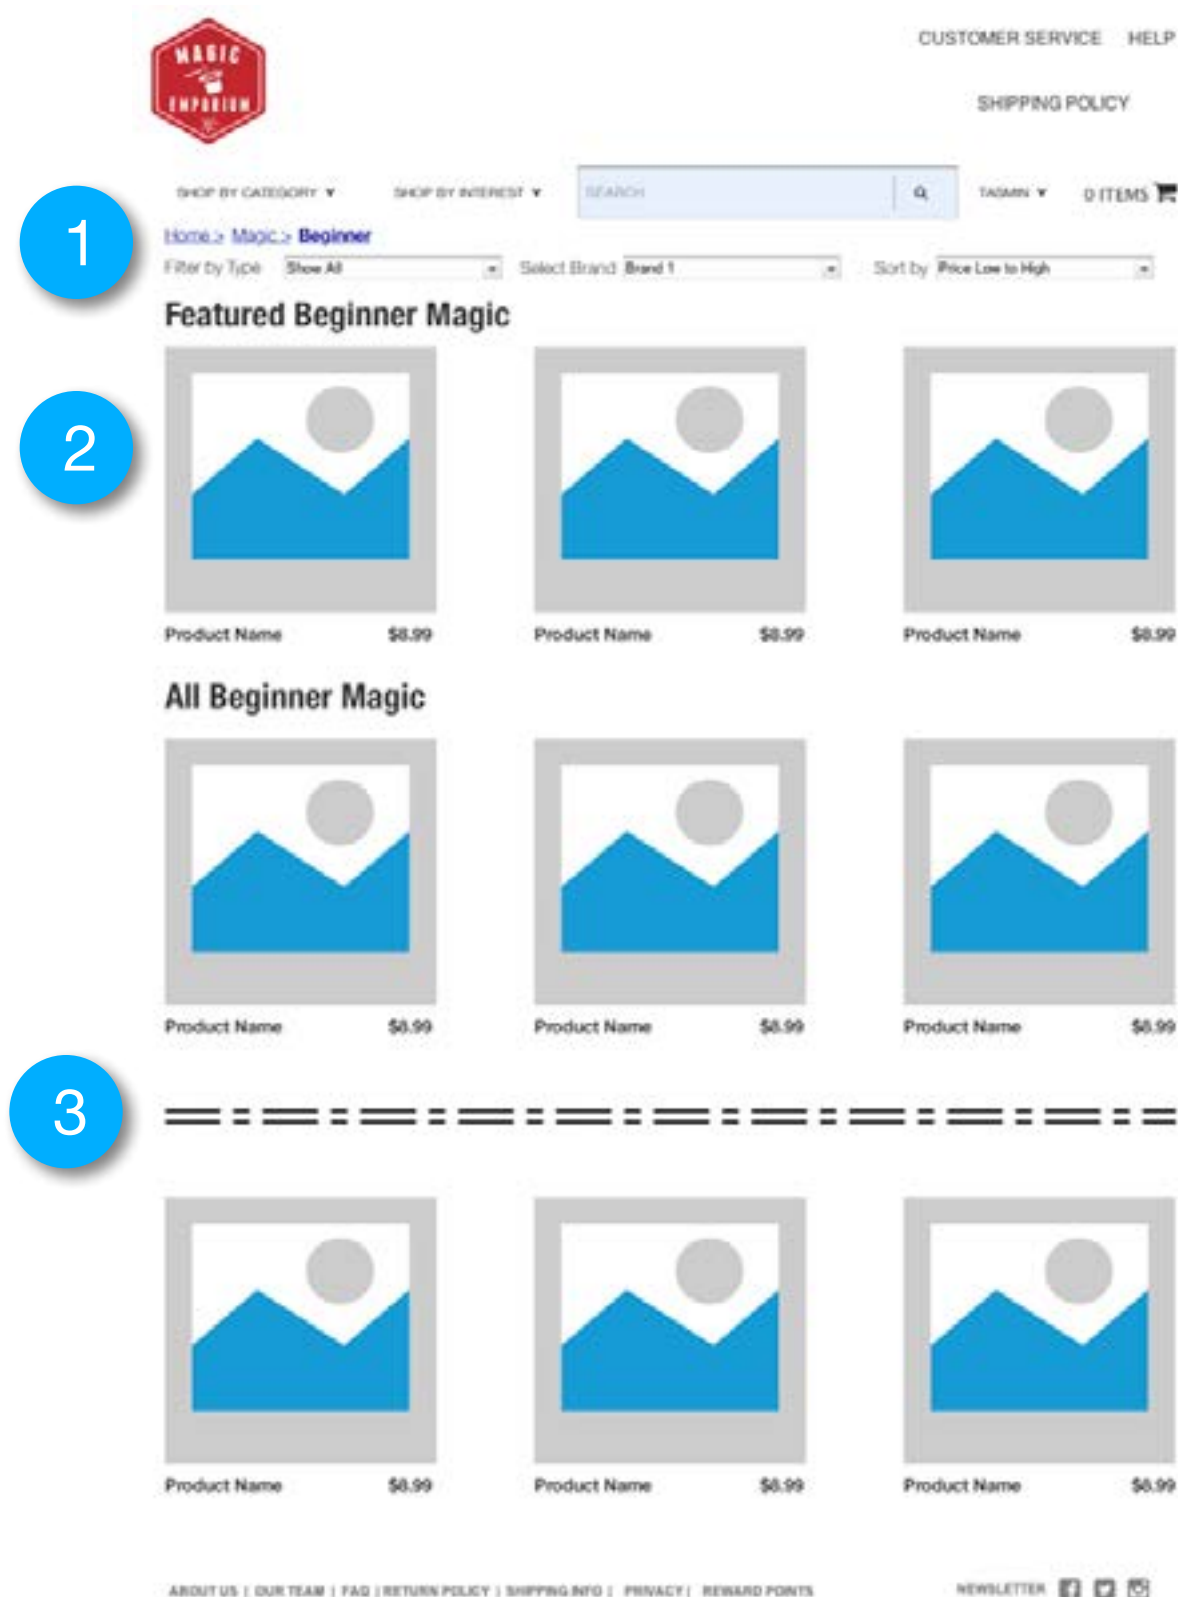 MAGIC
EMPORIUM
CUSTOMER SERVICE HELP
SHIPPING POLICY
SHOP BY CATEGORY ▼ SHOP BY INTEREST ▼ SEARCH TASMIN ▼ 0 ITEMS
1
Home > Magic > Beginner
Filter by Type Show All Select Brand Brand 1 Sort by Price Low to High
Featured Beginner Magic
2
Product Name $8.99 Product Name $8.99 Product Name $8.99
All Beginner Magic
Product Name $8.99 Product Name $8.99 Product Name $8.99
3
Product Name $8.99 Product Name $8.99 Product Name $8.99
ABOUT US | OUR TEAM | FAQ | RETURN POLICY | SHIPPING INFO | PRIVACY | REWARD POINTS NEWSLETTER